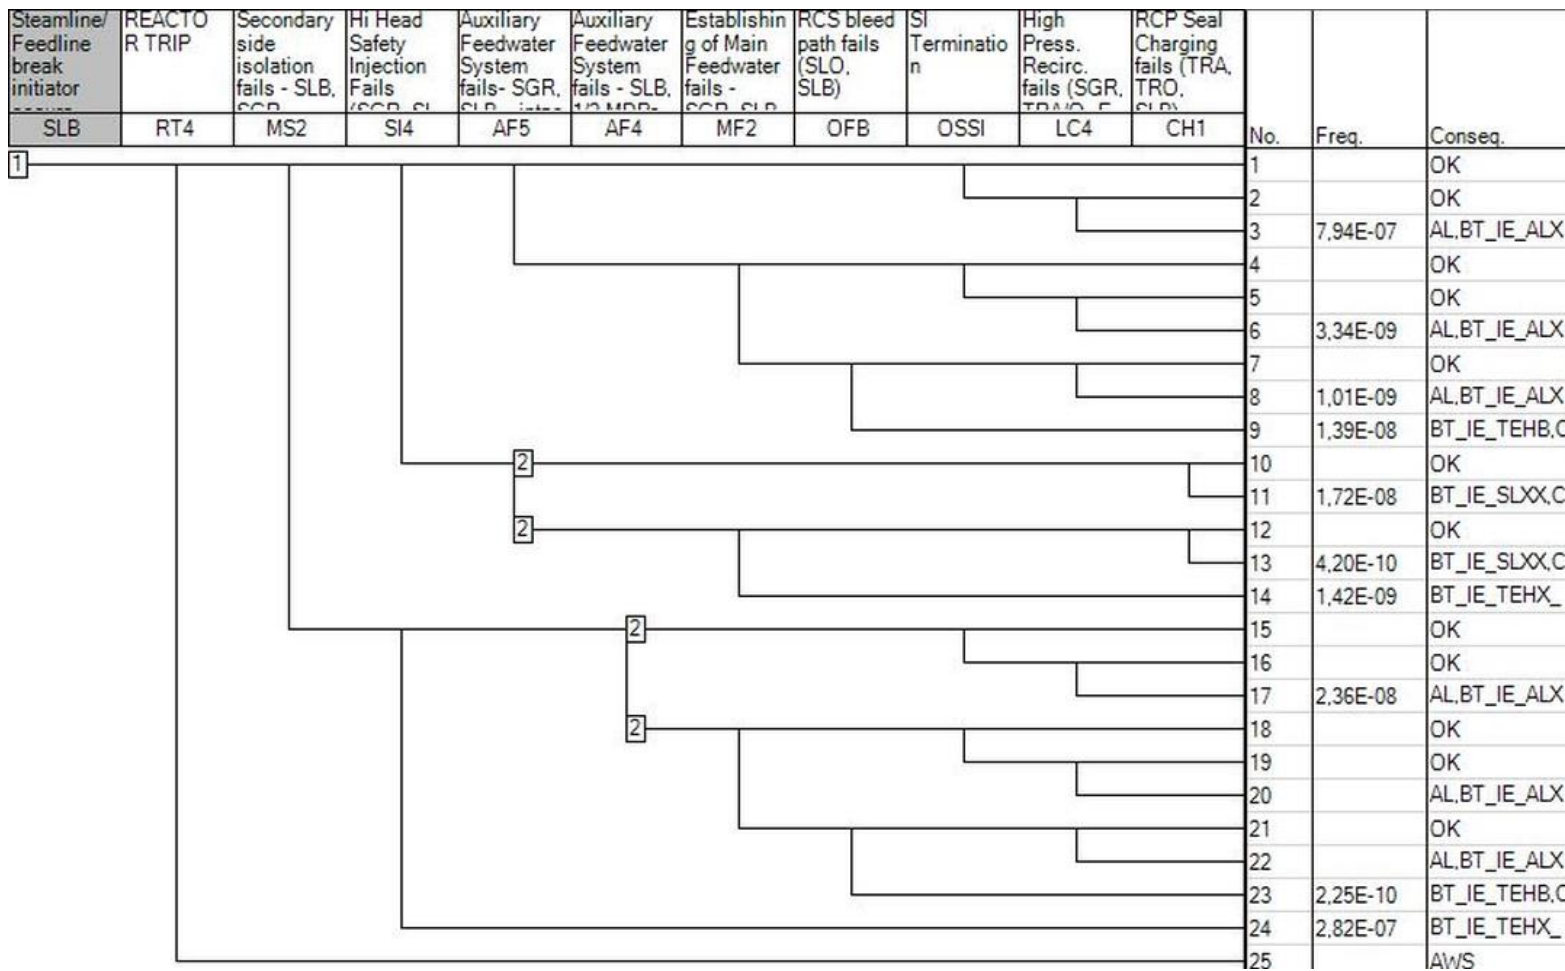 Steamline/
Feedline
break
initiator
REACTO
R TRIP
Secondary
side
isolation
fails - SLB,
Hi Head
Safety
Injection
Fails
Auxiliary
Feedwater
System
fails- SGR,
Auxiliary
Feedwater
System
fails - SLB,
Establishin
g of Main
Feedwater
fails -
RCS bleed
path fails
(SLO,
SLB)
SI
Terminatio
n
High
Press.
Recirc.
fails (SGR,
RCP Seal
Charging
fails (TRA,
TRO,
SLB RT4 MS2 SI4 AF5 AF4 MF2 OFB OSSI LC4 CH1 No. Freq. Conseq.
1 1 OK
2 OK
3 7,94E-07 AL,BT_IE_ALX
4 OK
5 OK
6 3,34E-09 AL,BT_IE_ALX
7 OK
8 1,01E-09 AL,BT_IE_ALX
9 1,39E-08 BT_IE_TEHB,C
2 10 OK
11 1,72E-08 BT_IE_SLXX,C
2 12 OK
13 4,20E-10 BT_IE_SLXX,C
14 1,42E-09 BT_IE_TEHX_
2 15 OK
16 OK
17 2,36E-08 AL,BT_IE_ALX
2 18 OK
19 OK
20 AL,BT_IE_ALX
21 OK
22 AL,BT_IE_ALX
23 2,25E-10 BT_IE_TEHB,C
24 2,82E-07 BT_IE_TEHX_
25 AWS